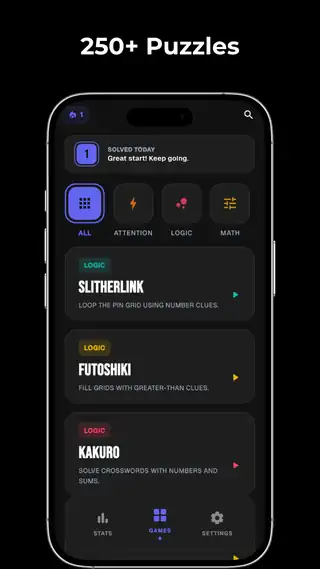 250+ Puzzles
1
SOLVED TODAY
1
Great start! Keep going.
ALL
ATTENTION
LOGIC
MATH
LOGIC
SLITHERLINK
LOOP THE PIN GRID USING NUMBER CLUES.
LOGIC
FUTOSHIKI
FILL GRIDS WITH GREATER-THAN CLUES.
LOGIC
KAKURO
SOLVE CROSSWORDS WITH NUMBERS AND
SUMS.
STATS
GAMES
SETTINGS